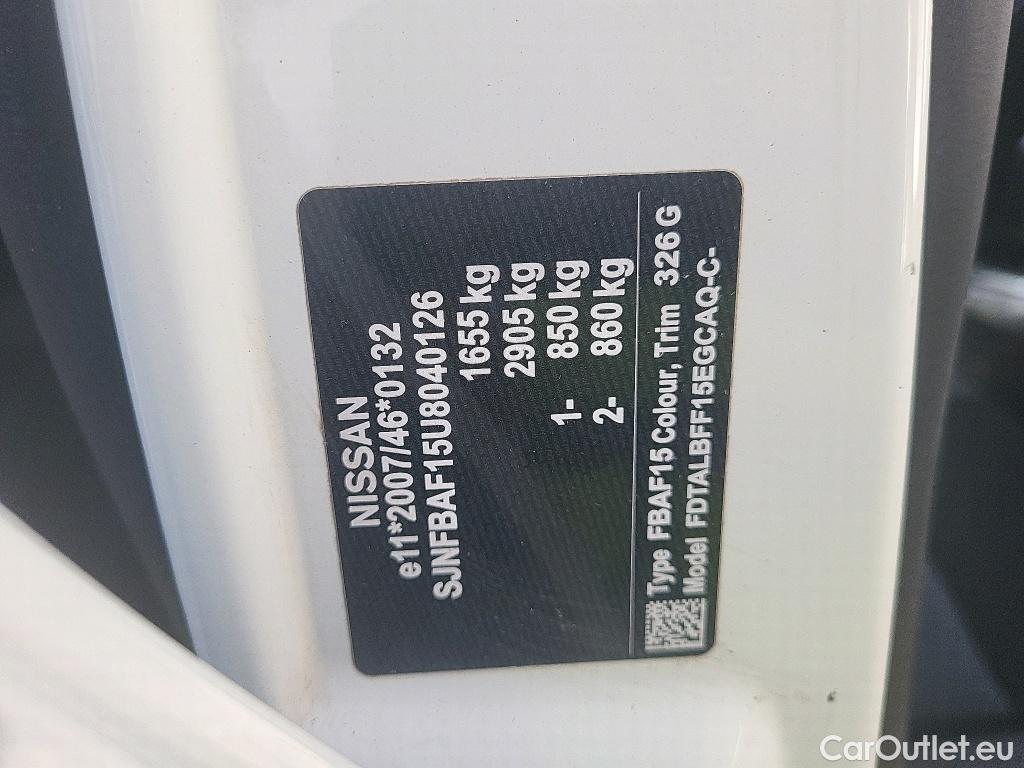 NISSAN
e11*2007/46*0132
SJNFBAF15U8040126
1655 kg
2905 kg
1- 850 kg
2- 860 kg
Type FBAF15 Colour, Trim 326 G
Model FDTALBFF15EGCAQ-C-
CarOutlet.eu